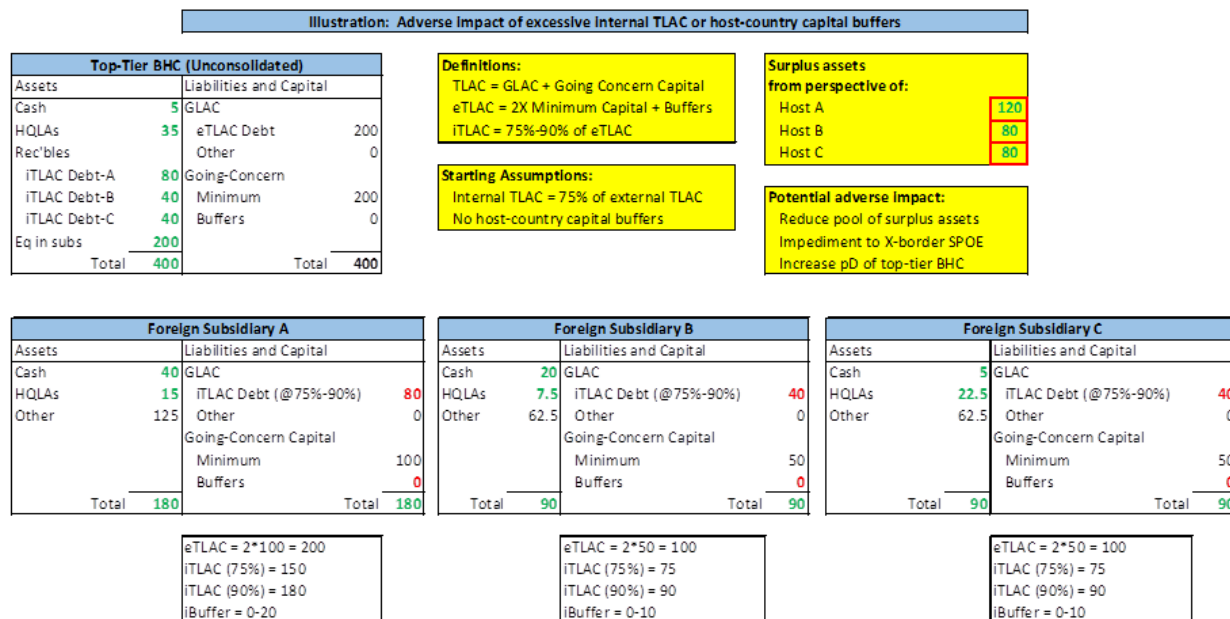 Illustration: Adverse impact of excessive internal TLAC or host-country capital buffers
Top-Tier BHC (Unconsolidated)
Assets Liabilities and Capital
Cash 5 GLAC
HQLAs 35 eTLAC Debt 200
Rec'bles Other 0
iTLAC Debt-A 80 Going-Concern
iTLAC Debt-B 40 Minimum 200
iTLAC Debt-C 40 Buffers 0
Eq in subs 200
Total 400 Total 400
Definitions:
TLAC = GLAC + Going Concern Capital
eTLAC = 2X Minimum Capital + Buffers
iTLAC = 75%-90% of eTLAC
Starting Assumptions:
Internal TLAC = 75% of external TLAC
No host-country capital buffers
Surplus assets
from perspective of:
Host A 120
Host B 80
Host C 80
Potential adverse impact:
Reduce pool of surplus assets
Impediment to X-border SPOE
Increase pD of top-tier BHC
Foreign Subsidiary A
Assets Liabilities and Capital
Cash 40 GLAC
HQLAs 15 iTLAC Debt (@75%-90%) 80
Other 125 Other 0
Going-Concern Capital
Minimum 100
Buffers 0
Total 180 Total 180
eTLAC = 2*100 = 200
iTLAC (75%) = 150
iTLAC (90%) = 180
iBuffer = 0-20
Foreign Subsidiary B
Assets Liabilities and Capital
Cash 20 GLAC
HQLAs 7.5 iTLAC Debt (@75%-90%) 40
Other 62.5 Other 0
Going-Concern Capital
Minimum 50
Buffers 0
Total 90 Total 90
eTLAC = 2*50 = 100
iTLAC (75%) = 75
iTLAC (90%) = 90
iBuffer = 0-10
Foreign Subsidiary C
Assets Liabilities and Capital
Cash 5 GLAC
HQLAs 22.5 iTLAC Debt (@75%-90%) 40
Other 62.5 Other 0
Going-Concern Capital
Minimum 50
Buffers 0
Total 90 Total 90
eTLAC = 2*50 = 100
iTLAC (75%) = 75
iTLAC (90%) = 90
iBuffer = 0-10